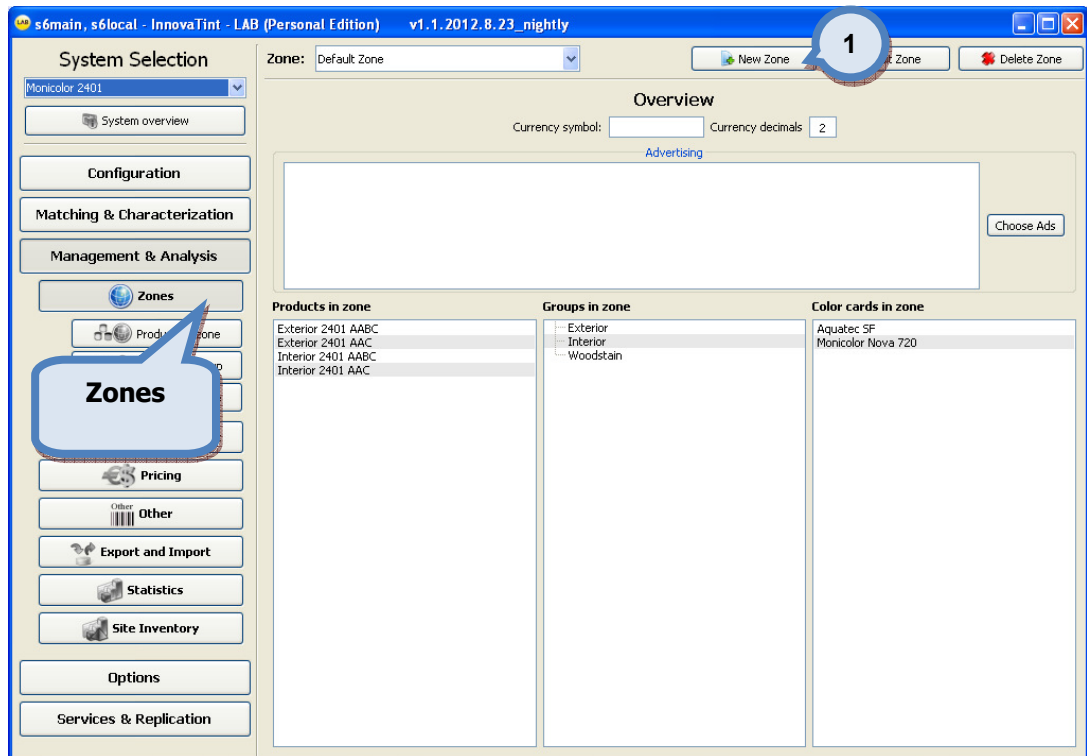 LAB s6main, s6local - InnovaTint - LAB (Personal Edition) v1.1.2012.8.23_nightly
System Selection
Monicolor 2401
System overview
Configuration
Matching & Characterization
Management & Analysis
Zones
Produ zone
p
Zones
Pricing
Other
Other
Export and Import
Statistics
Site Inventory
Options
Services & Replication
Zone: Default Zone
New Zone
1
t Zone
Delete Zone
Overview
Currency symbol:
Currency decimals 2
Advertising
Choose Ads
Products in zone
Exterior 2401 AABC
Exterior 2401 AAC
Interior 2401 AABC
Interior 2401 AAC
Groups in zone
Exterior
Interior
Woodstain
Color cards in zone
Aquatec SF
Monicolor Nova 720